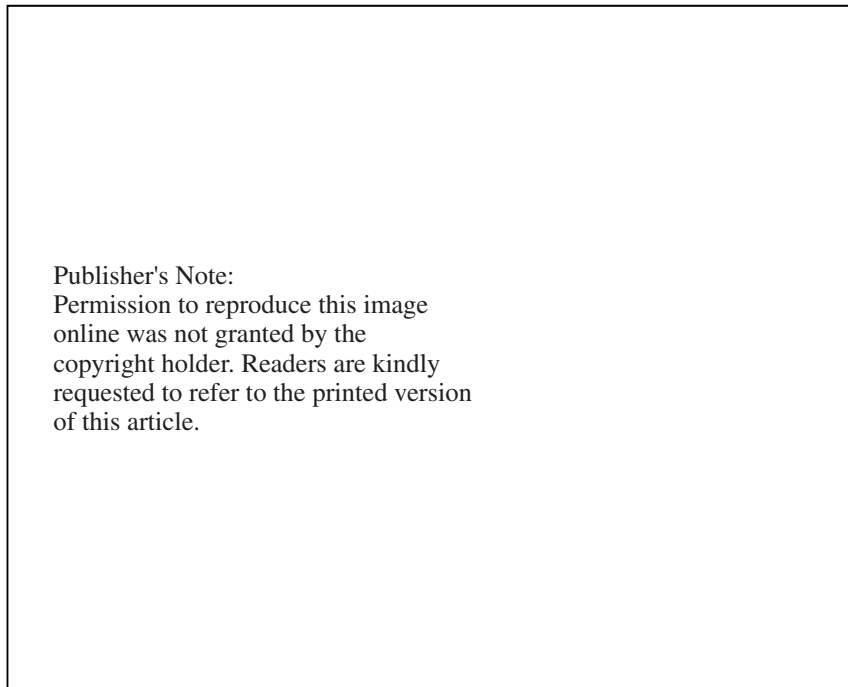 Publisher's Note:
Permission to reproduce this image
online was not granted by the
copyright holder. Readers are kindly
requested to refer to the printed version
of this article.